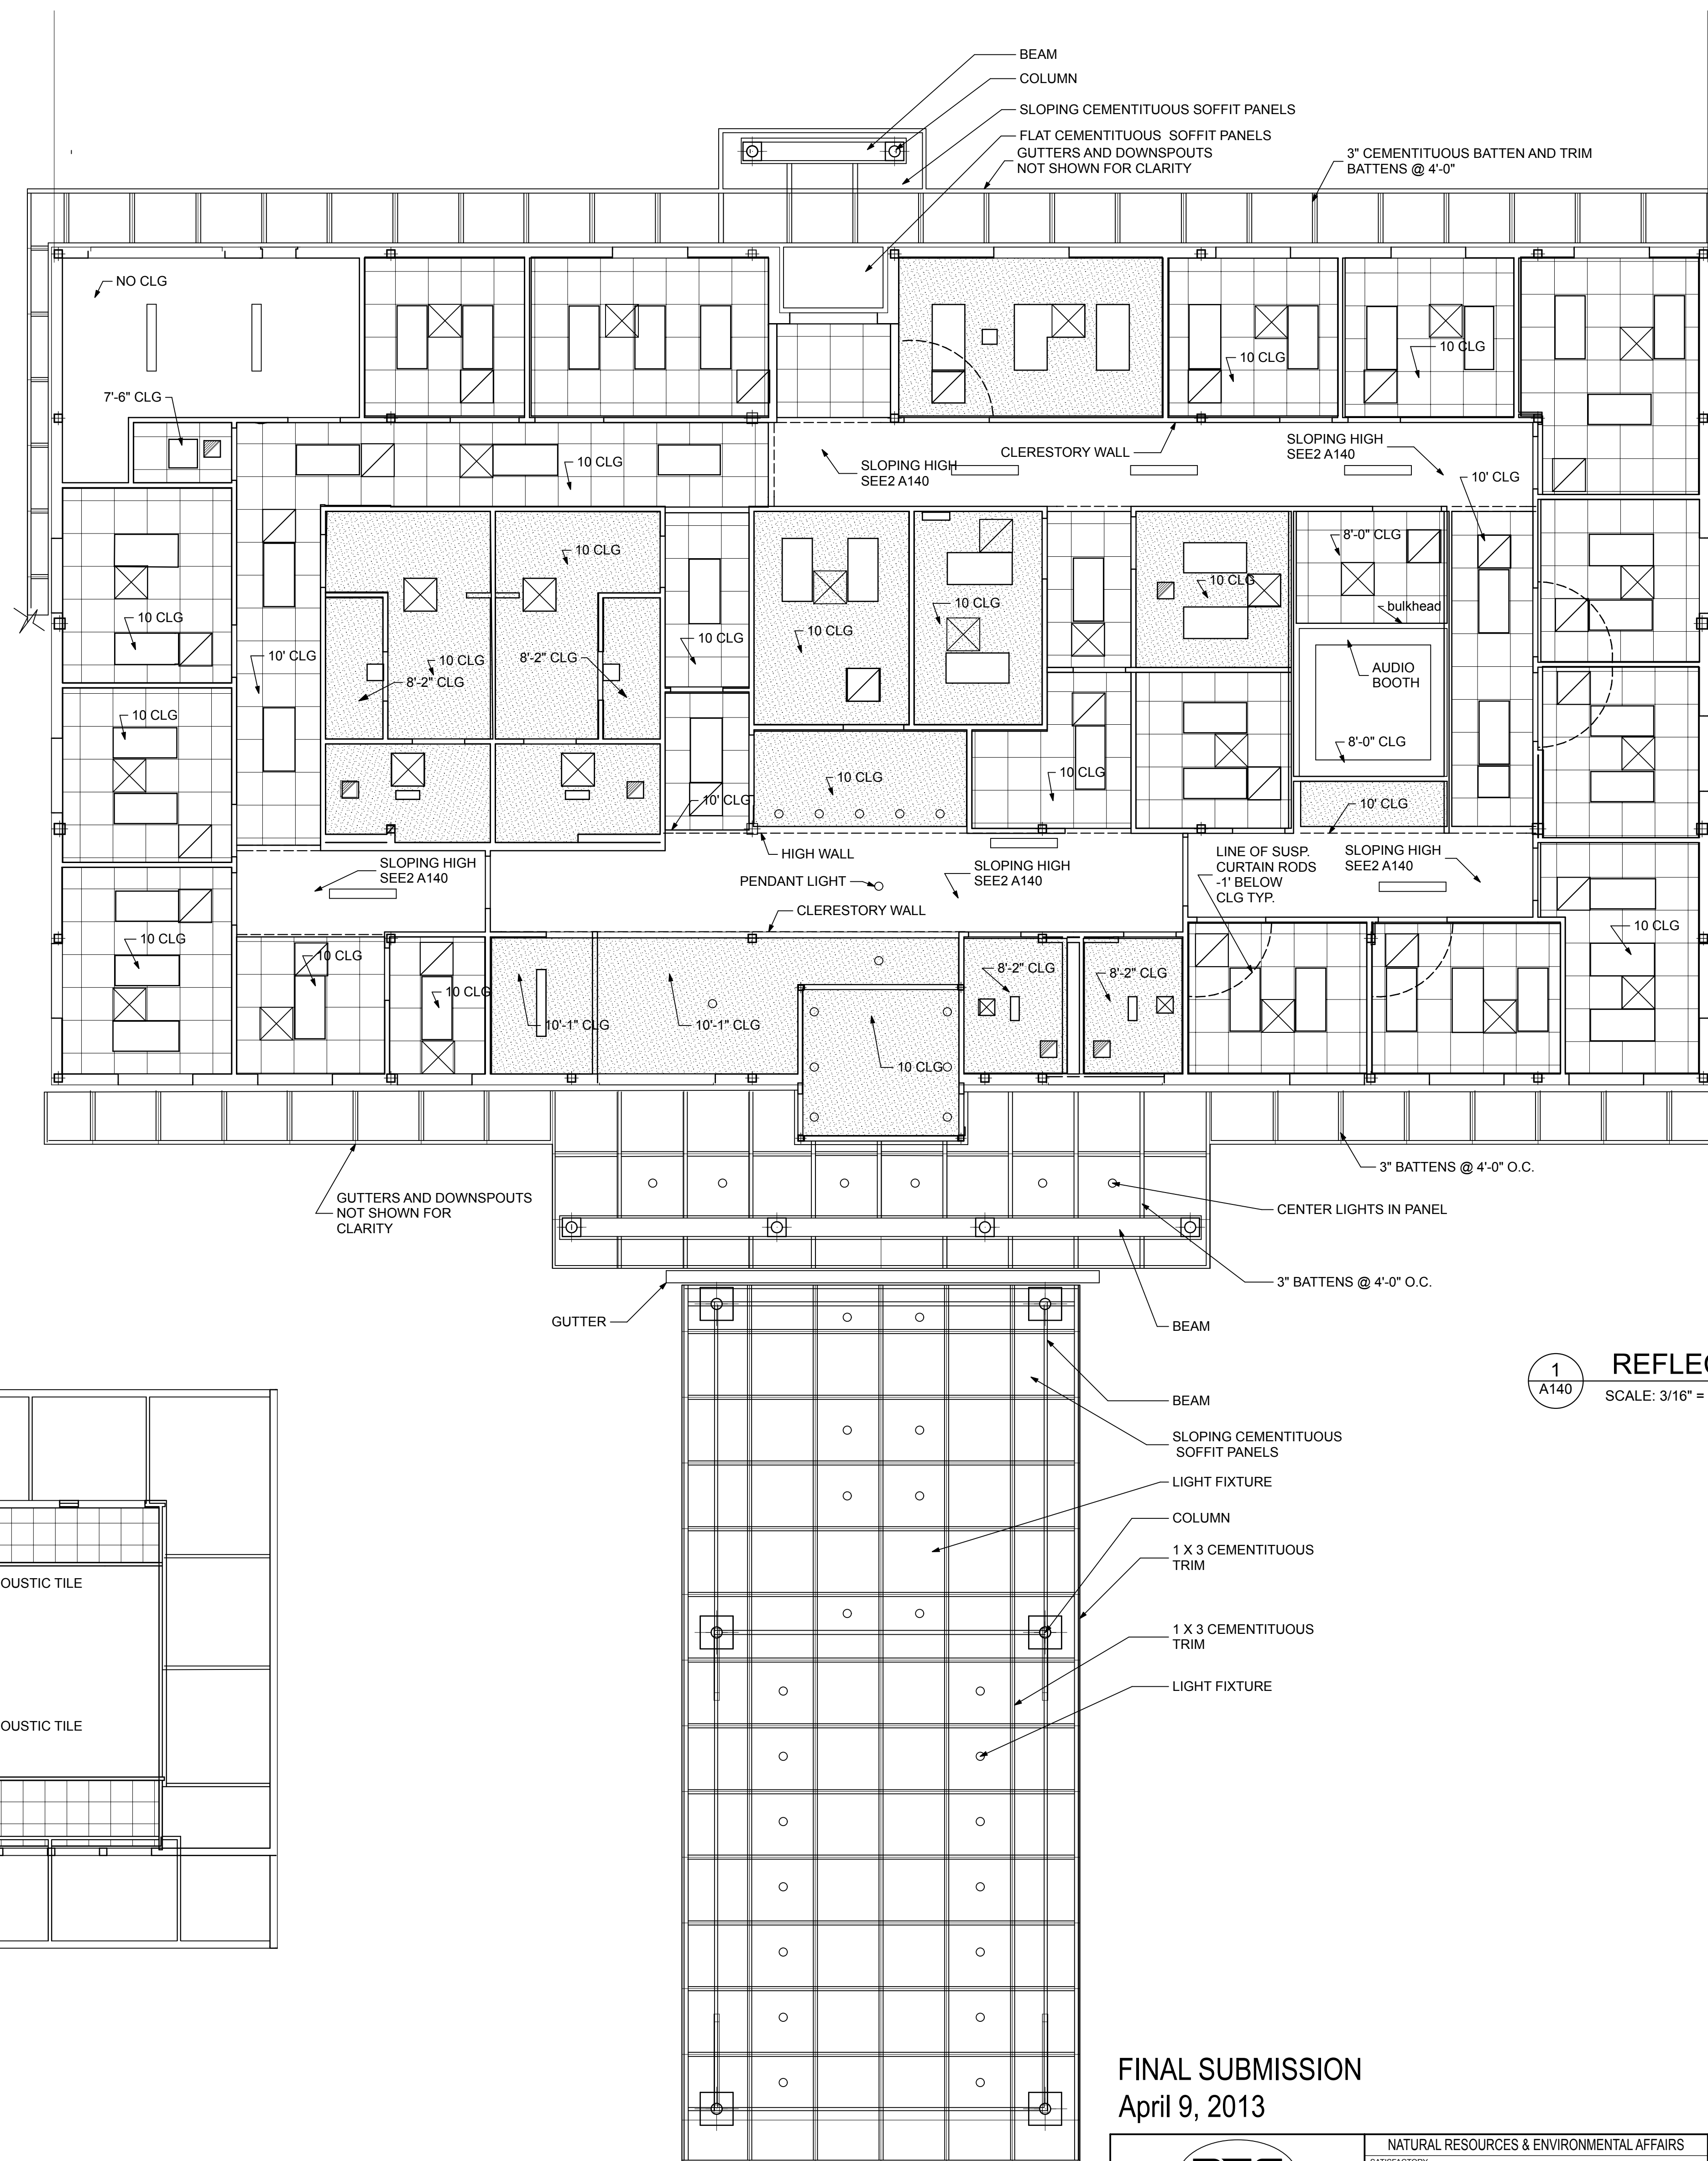 BEAM
COLUMN
SLOPING CEMENTITUOUS SOFFIT PANELS
FLAT CEMENTITUOUS SOFFIT PANELS
GUTTERS AND DOWNSPOUTS
NOT SHOWN FOR CLARITY
3" CEMENTITUOUS BATTEN AND TRIM
BATTENS @ 4'-0"
NO CLG
10 CLG
10 CLG
7'-6" CLG
10 CLG
SLOPING HIGH
SEE2 A140
CLERESTORY WALL
SLOPING HIGH
SEE2 A140
10' CLG
10 CLG
8'-0" CLG
10 CLG
10 CLG
bulkhead
10 CLG
10 CLG
10 CLG
10' CLG
10 CLG
8'-2" CLG
8'-2" CLG
AUDIO
BOOTH
10 CLG
8'-0" CLG
10 CLG
10 CLG
10' CLG
10' CLG
HIGH WALL
SLOPING HIGH
SEE2 A140
SLOPING HIGH
SEE2 A140
LINE OF SUSP.
CURTAIN RODS
-1' BELOW
CLG TYP.
SLOPING HIGH
SEE2 A140
PENDANT LIGHT
CLERESTORY WALL
10 CLG
10 CLG
10 CLG
8'-2" CLG
8'-2" CLG
10 CLG
10'-1" CLG
10'-1" CLG
10 CLG
3" BATTENS @ 4'-0" O.C.
GUTTERS AND DOWNSPOUTS
NOT SHOWN FOR
CLARITY
CENTER LIGHTS IN PANEL
3" BATTENS @ 4'-0" O.C.
GUTTER
BEAM
1
A140
REFLE
SCALE: 3/16" =
BEAM
SLOPING CEMENTITUOUS
SOFFIT PANELS
LIGHT FIXTURE
COLUMN
1 X 3 CEMENTITUOUS
TRIM
OUSTIC TILE
1 X 3 CEMENTITUOUS
TRIM
LIGHT FIXTURE
OUSTIC TILE
FINAL SUBMISSION
April 9, 2013
NATURAL RESOURCES & ENVIRONMENTAL AFFAIRS